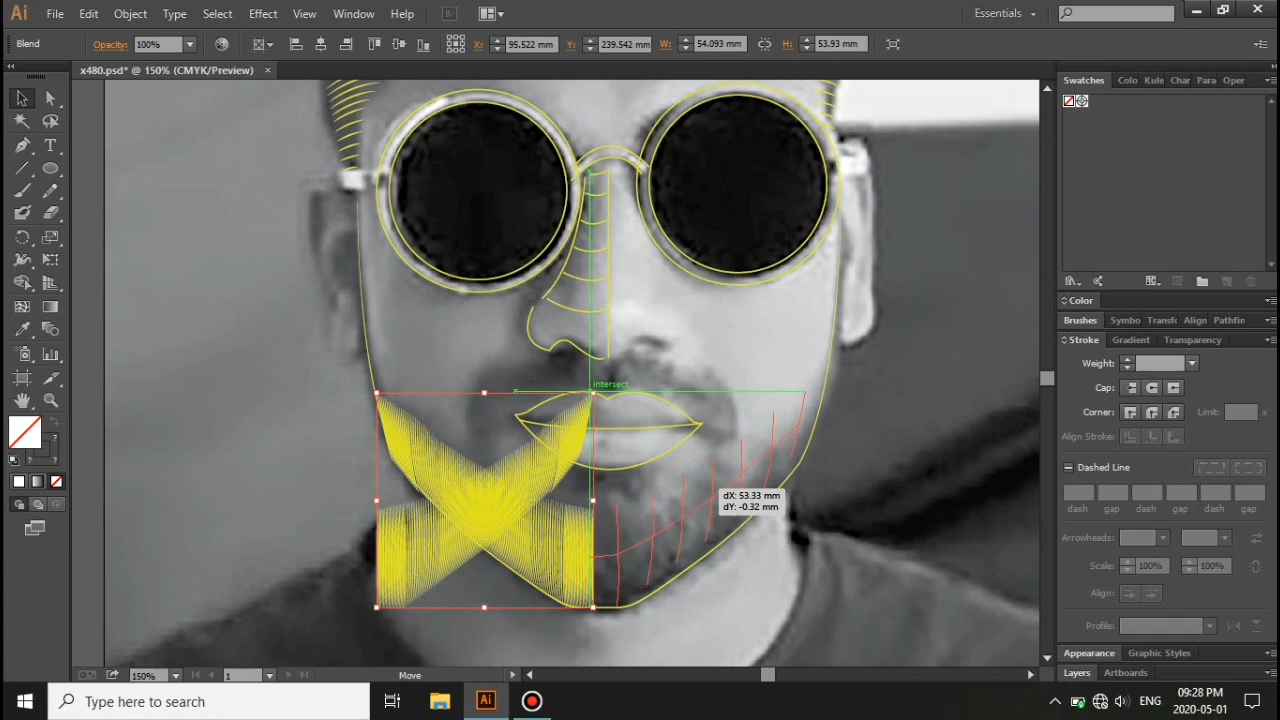 Ai File Edit Object Type Select Effect View Window Help Br Essentials
Blend Opacity: 100% X: 95.522 mm Y: 239.542 mm W: 54.093 mm H: 53.93 mm
x480.psd* @ 150% (CMYK/Preview) ×
Swatches Colo Kule Char Para Oper
Color
Brushes Symbo Transfo Align Pathfin
Stroke Gradient Transparency
Weight:
Cap:
Corner: Limit: x
Align Stroke:
intersect
Dashed Line
dX: 53.33 mm
dY: -0.32 mm
dash gap dash gap dash gap
Arrowheads:
Scale: 100% 100%
Align:
Profile:
Appearance Graphic Styles
Layers Artboards
150% 1 Move
Type here to search Ai ENG 09:28 PM
2020-05-01